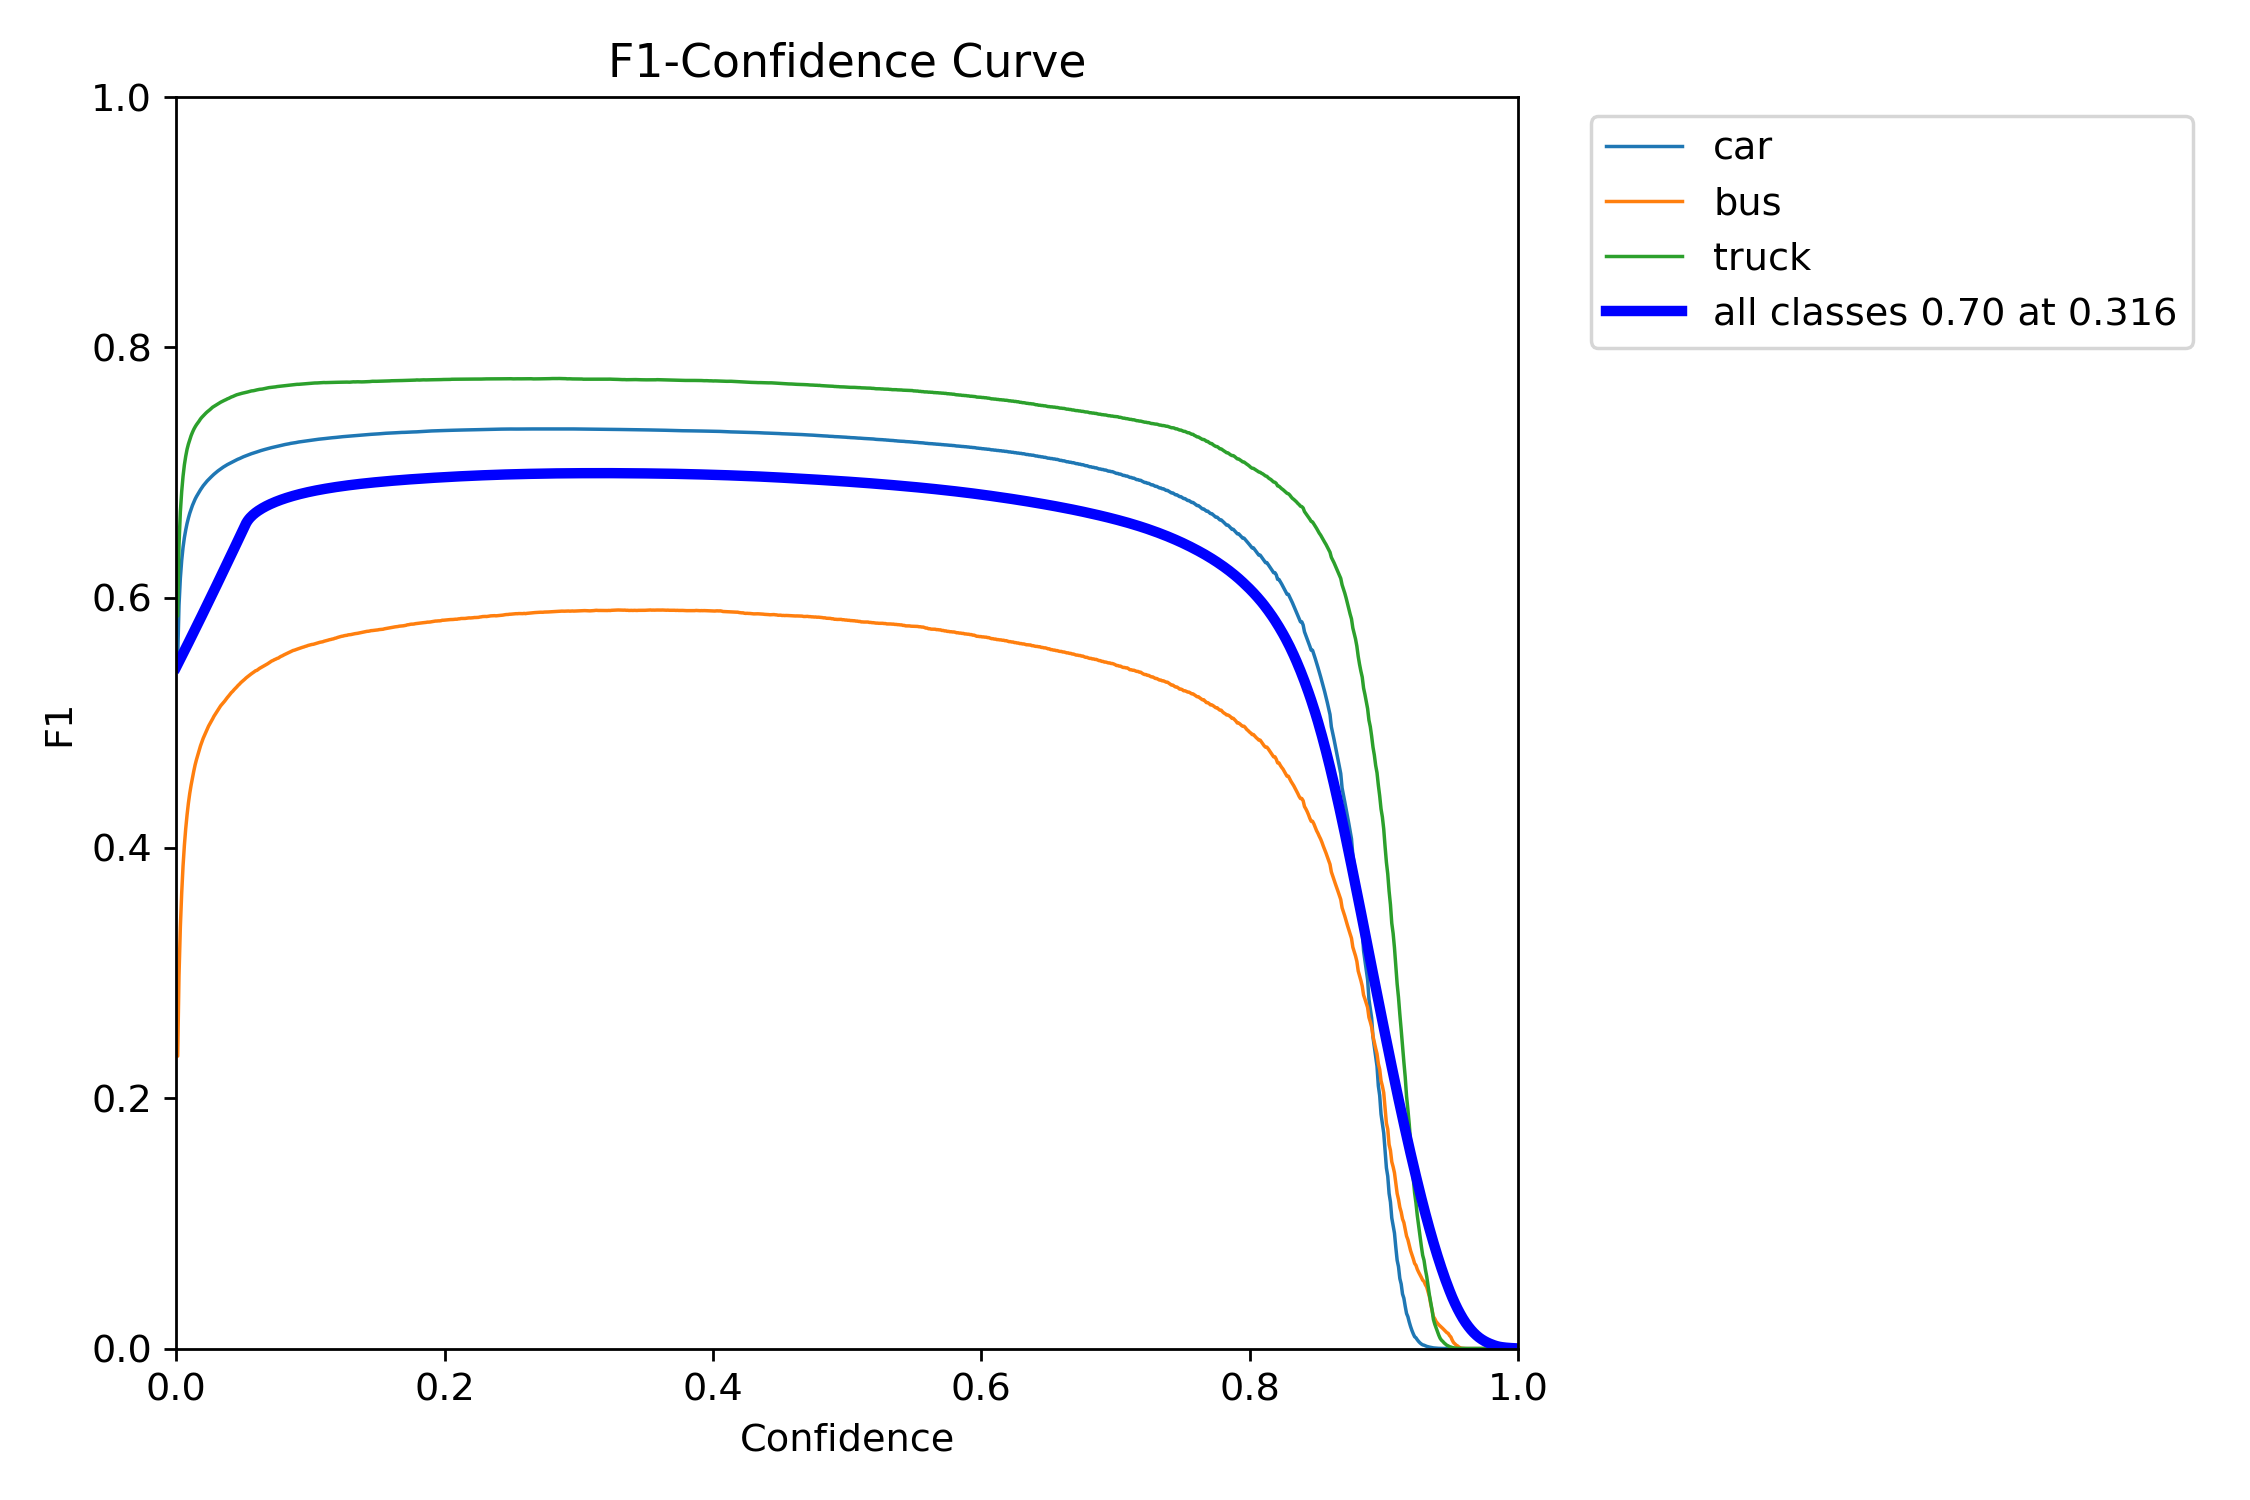 F1-Confidence Curve
1.0
0.8
0.6
0.4
0.2
0.0
F1
0.0 0.2 0.4 0.6 0.8 1.0
Confidence
car
bus
truck
all classes 0.70 at 0.316